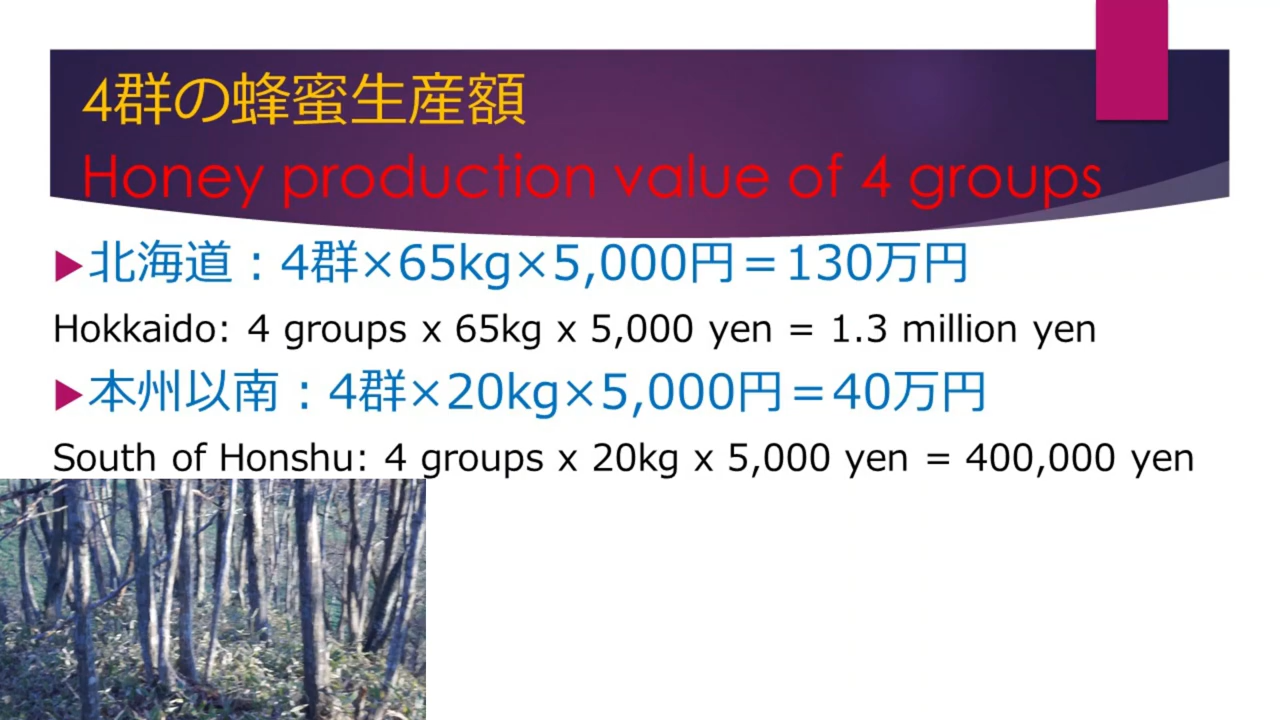 4群の蜂蜜生産額
Honey production value of 4 groups
北海道：4群×65kg×5,000円＝130万円
Hokkaido: 4 groups x 65kg x 5,000 yen = 1.3 million yen
本州以南：4群×20kg×5,000円＝40万円
South of Honshu: 4 groups x 20kg x 5,000 yen = 400,000 yen